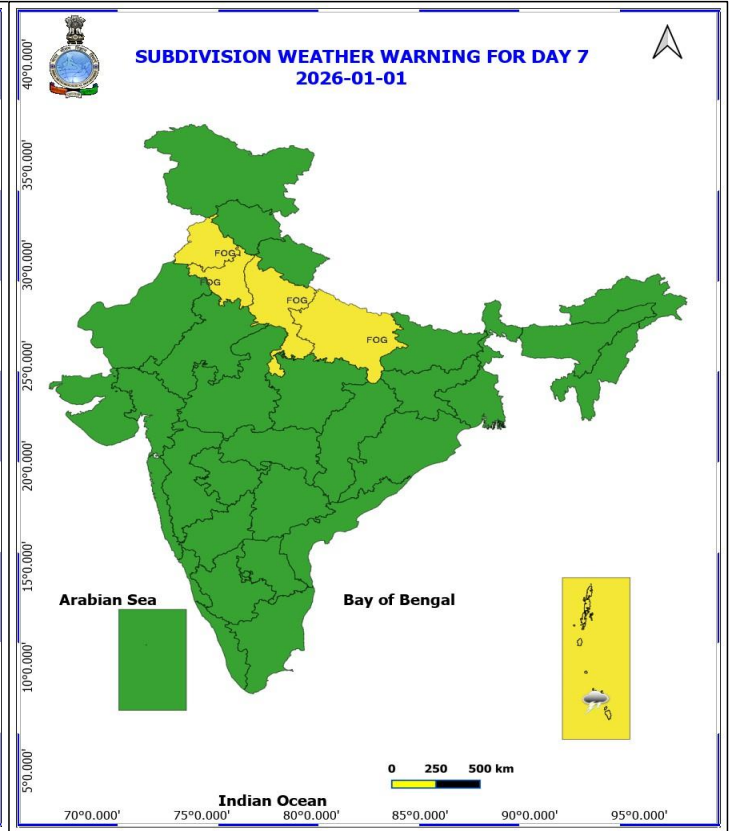 SUBDIVISION WEATHER WARNING FOR DAY 7
2026-01-01
40°0.000'
35°0.000'
30°0.000'
25°0.000'
20°0.000'
15°0.000'
10°0.000'
5°0.000'
FOG
FOG
FOG
FOG
Arabian Sea
Bay of Bengal
0 250 500 km
Indian Ocean
70°0.000' 75°0.000' 80°0.000' 85°0.000' 90°0.000' 95°0.000'